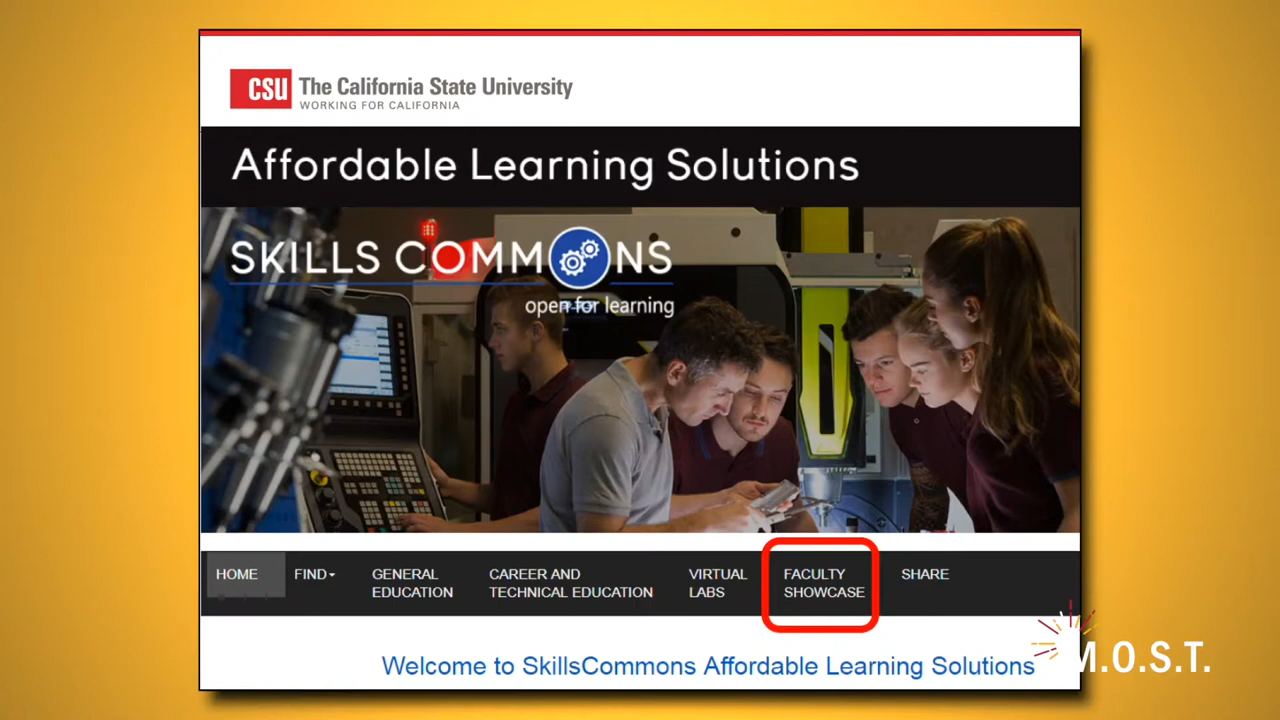 CSU The California State University
WORKING FOR CALIFORNIA
Affordable Learning Solutions
SKILLS COMMONS
open for learning
HOME
FIND
GENERAL
EDUCATION
CAREER AND
TECHNICAL EDUCATION
VIRTUAL
LABS
FACULTY
SHOWCASE
SHARE
Welcome to SkillsCommons Affordable Learning Solutions
M.O.S.T.